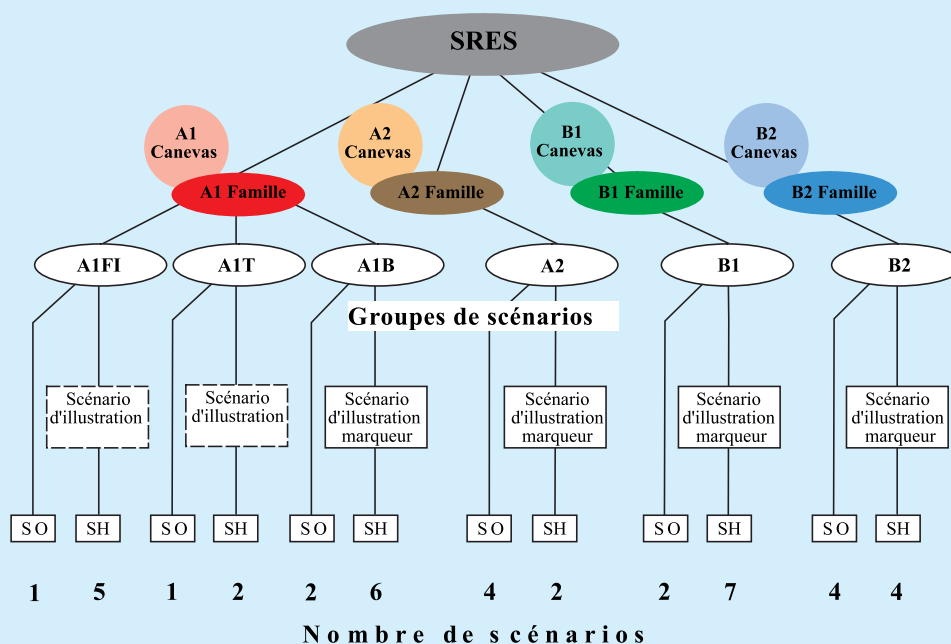 SRES
A1
Canevas
A2
Canevas
B1
Canevas
B2
Canevas
A1 Famille
A2 Famille
B1 Famille
B2 Famille
A1FI
A1T
A1B
A2
B1
B2
Groupes de scénarios
Scénario
d'illustration
Scénario
d'illustration
Scénario
d'illustration
marqueur
Scénario
d'illustration
marqueur
Scénario
d'illustration
marqueur
Scénario
d'illustration
marqueur
SO SH SO SH SO SH SO SH SO SH SO SH
1 5 1 2 2 6 4 2 2 7 4 4
Nombre de scénarios